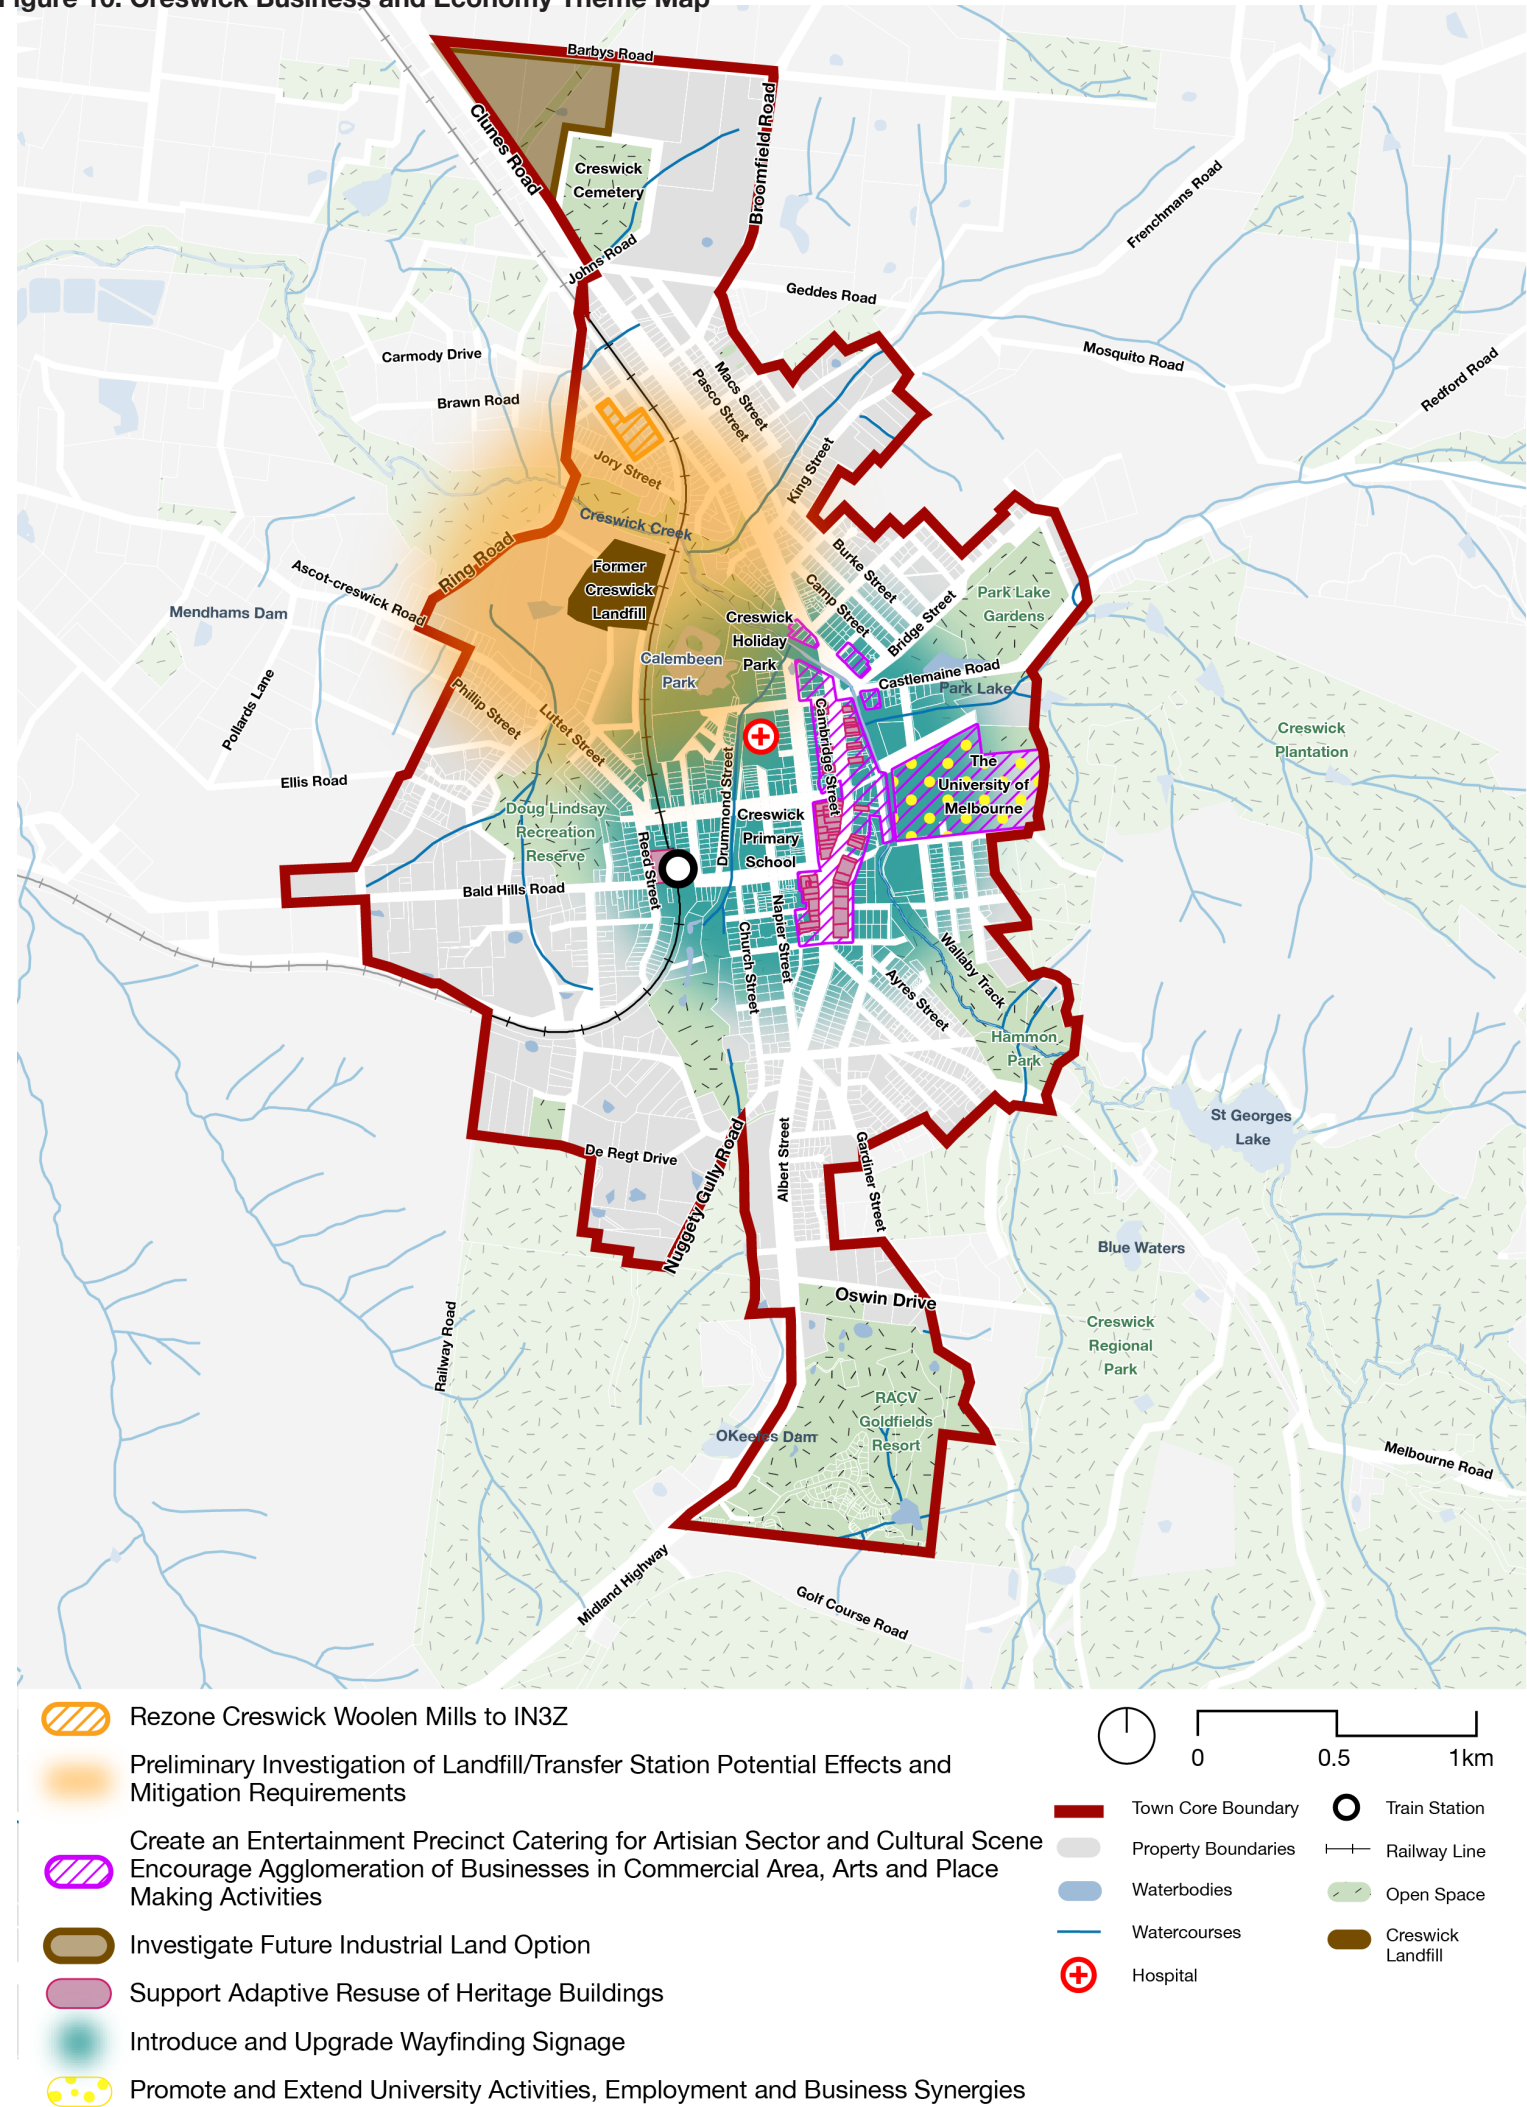 Figure 10. Creswick Business and Economy Theme Map
Barbys Road
Clunes Road
Creswick
Cemetery
Broomfield Road
Johns Road
Geddes Road
Frenchmans Road
Mosquito Road
Redford Road
Carmody Drive
Brawn Road
Macs Street
Pasco Street
King Street
Jory Street
Creswick Creek
Ring Road
Ascot-creswick Road
Mendhams Dam
Pollards Lane
Former
Creswick
Landfill
Burke Street
Camp Street
Bridge Street
Park Lake
Gardens
Creswick
Holiday
Park
Calembeen
Park
Castlemaine Road
Park Lake
Phillip Street
Luttet Street
Cambridge Street
Creswick
Plantation
The
University of
Melbourne
Ellis Road
Doug Lindsay
Recreation
Reserve
Drummond Street
Creswick
Primary
School
Reed Street
Bald Hills Road
Napier Street
Church Street
Wallaby Track
Ayres Street
Hammon
Park
St Georges
Lake
De Regt Drive
Nuggety Gully Road
Albert Street
Gardiner Street
Blue Waters
Oswin Drive
Creswick
Regional
Park
Railway Road
RACV
Goldfields
Resort
OKeefes Dam
Melbourne Road
Midland Highway
Golf Course Road
Rezone Creswick Woolen Mills to IN3Z
Preliminary Investigation of Landfill/Transfer Station Potential Effects and
Mitigation Requirements
Create an Entertainment Precinct Catering for Artisian Sector and Cultural Scene
Encourage Agglomeration of Businesses in Commercial Area, Arts and Place
Making Activities
Investigate Future Industrial Land Option
Support Adaptive Resuse of Heritage Buildings
Introduce and Upgrade Wayfinding Signage
Promote and Extend University Activities, Employment and Business Synergies
0 0.5 1km
Town Core Boundary
Property Boundaries
Waterbodies
Watercourses
Hospital
Train Station
Railway Line
Open Space
Creswick
Landfill